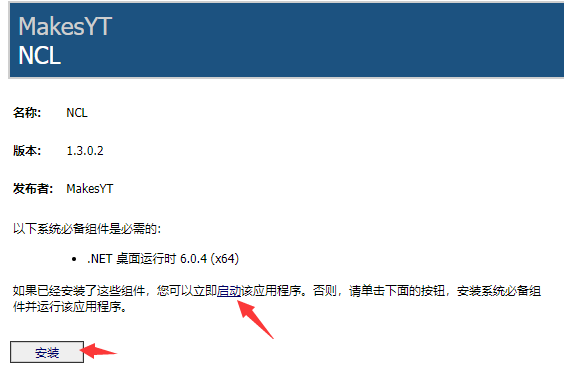 MakesYT
NCL
名称： NCL
版本： 1.3.0.2
发布者： MakesYT
以下系统必备组件是必需的：
• .NET 桌面运行时 6.0.4 (x64)
如果已经安装了这些组件，您可以立即启动该应用程序。否则，请单击下面的按钮，安装系统必备组
件并运行该应用程序。
安装